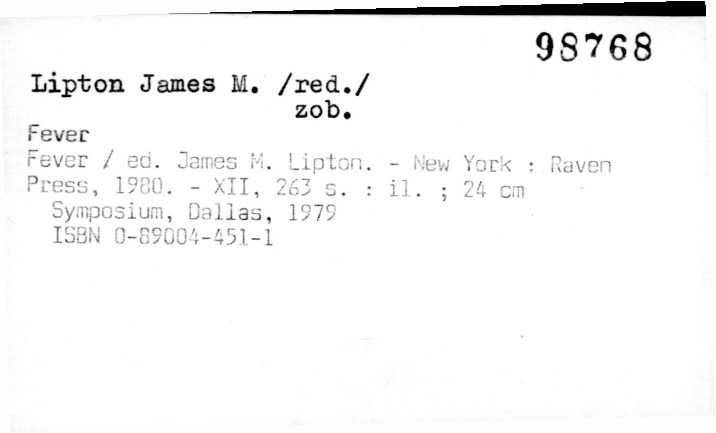 98768
Lipton James M. /red./
zob.
Fever
Fever / ed. James M. Lipton. - New York : Raven
Press, 1980. - XII, 263 s. : il. ; 24 cm
Symposium, Dallas, 1979
ISBN 0-89004-451-1